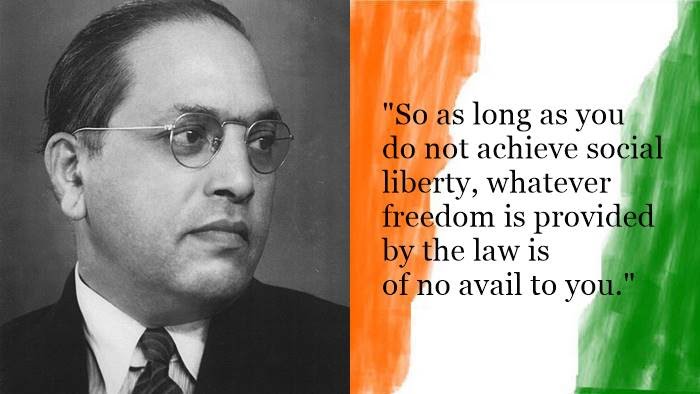 "So as long as you
do not achieve social
liberty, whatever
freedom is provided
by the law is
of no avail to you."